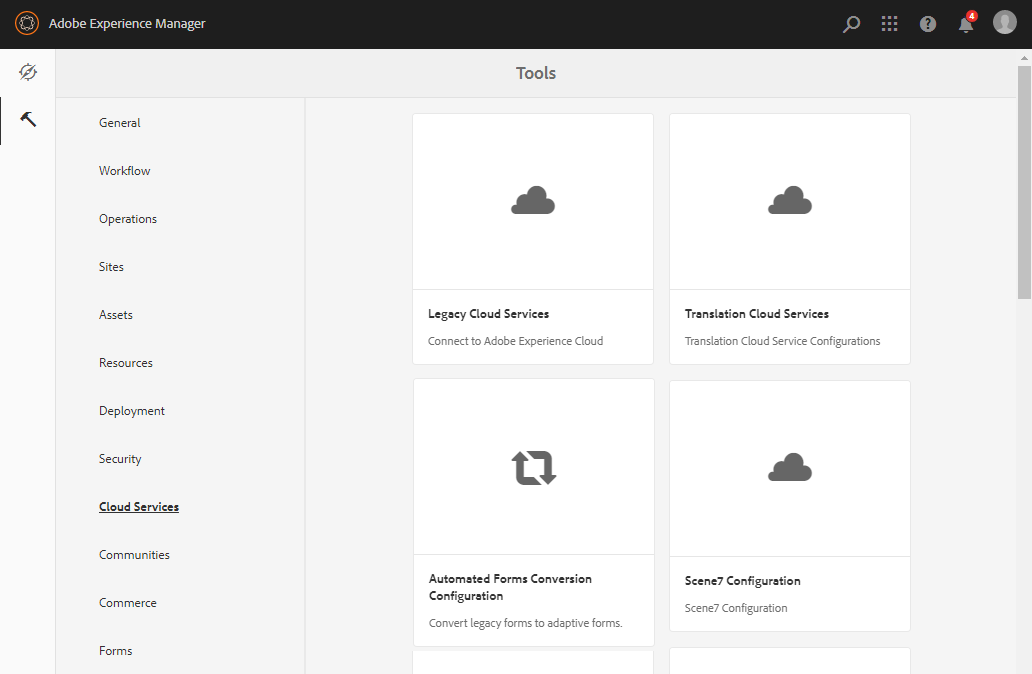 Adobe Experience Manager
4
Tools
General
Workflow
Operations
Sites
Assets
Resources
Deployment
Security
Cloud Services
Communities
Commerce
Forms
Legacy Cloud Services
Connect to Adobe Experience Cloud
Translation Cloud Services
Translation Cloud Service Configurations
Automated Forms Conversion
Configuration
Convert legacy forms to adaptive forms.
Scene7 Configuration
Scene7 Configuration